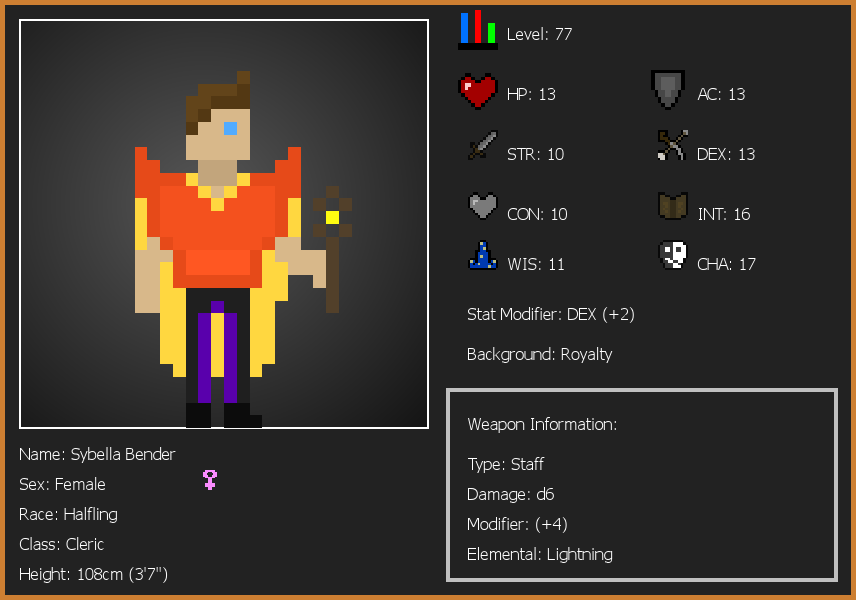 Level: 77
HP: 13
AC: 13
STR: 10
DEX: 13
CON: 10
INT: 16
WIS: 11
CHA: 17
Stat Modifier: DEX (+2)
Background: Royalty
Weapon Information:
Type: Staff
Damage: d6
Modifier: (+4)
Elemental: Lightning
Name: Sybella Bender
Sex: Female
Race: Halfling
Class: Cleric
Height: 108cm (3'7")